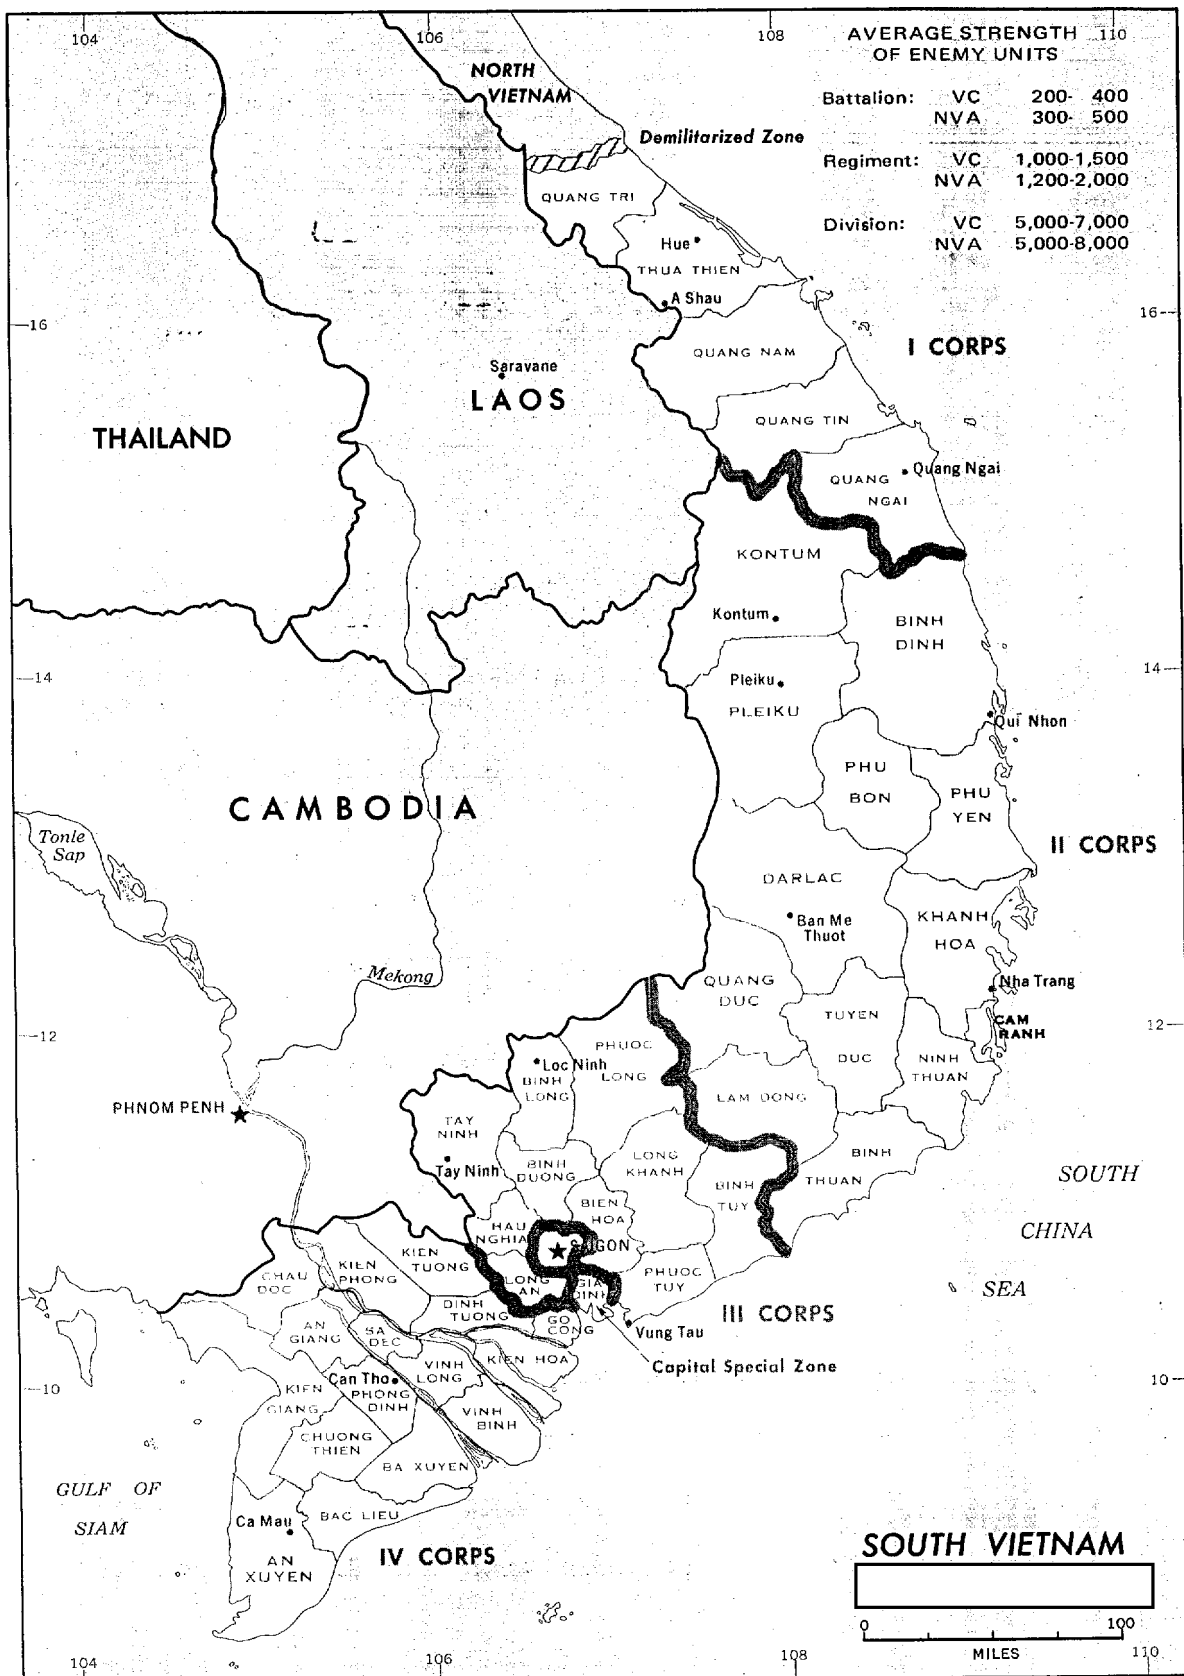 104
106
108
110
AVERAGE STRENGTH
OF ENEMY UNITS
Battalion: VC 200- 400
NVA 300- 500
Regiment: VC 1,000-1,500
NVA 1,200-2,000
Division: VC 5,000-7,000
NVA 5,000-8,000
NORTH
VIETNAM
Demilitarized Zone
QUANG TRI
Hue
THUA THIEN
A Shau
16
16
I CORPS
QUANG NAM
Saravane
LAOS
THAILAND
QUANG TIN
Quang Ngai
QUANG
NGAI
KONTUM
Kontum
BINH
DINH
14
14
Pleiku
PLEIKU
Qui Nhon
PHU
BON
PHU
YEN
CAMBODIA
Tonle
Sap
II CORPS
DARLAC
Ban Me
Thuot
KHANH
HOA
Mekong
QUANG
DUC
Nha Trang
CAM
RANH
12
12
TUYEN
DUC
NINH
THUAN
PHUOC
LONG
Loc Ninh
BINH
LONG
LAM DONG
PHNOM PENH
TAY
NINH
Tay Ninh
BINH
DUONG
LONG
KHANH
BINH
TUY
BINH
THUAN
SOUTH
CHINA
SEA
BIEN
HOA
HAU
NGHIA
SAIGON
KIEN
TUONG
KIEN
PHONG
CHAU
DOC
LONG
AN
GIA
DINH
PHUOC
TUY
DINH
TUONG
GO
CONG
III CORPS
Vung Tau
Capital Special Zone
AN
GIANG
SA
DEC
VINH
LONG
KIEN HOA
10
10
Can Tho
PHONG
DINH
KIEN
GIANG
VINH
BINH
CHUONG
THIEN
BA XUYEN
GULF OF
SIAM
Ca Mau
BAC LIEU
AN
XUYEN
IV CORPS
SOUTH VIETNAM
0 100
MILES
104
106
108
110